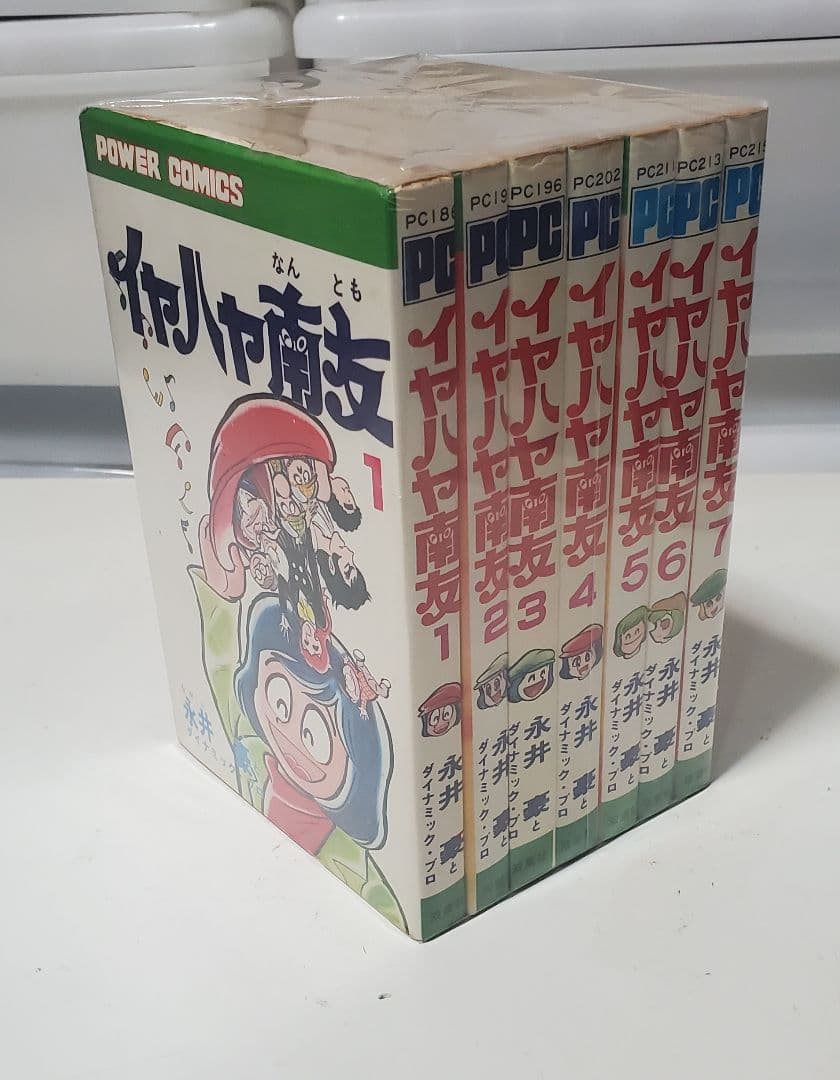 POWER COMICS
イヤハヤ南友
なん とも
1
永井 豪と
ダイナミック
PC186
PC
イヤハヤ南友
1
永井 豪と
ダイナミック・プロ
PC19
PC
イヤハヤ南友
2
永井 豪
ダイナミック・プロ
PC196
PC
イヤハヤ南友
3
永井 豪と
ダイナミック・プロ
双葉社
PC202
PC
イヤハヤ南友
4
永井 豪と
ダイナミック・プロ
PC211
PC
イヤハヤ南友
5
永井 豪と
ダイナミック・プロ
PC213
PC
イヤハヤ南友
6
永井 豪と
ダイナミック・プロ
PC215
PC
イヤハヤ南友
7
永井 豪と
ダイナミック・プロ